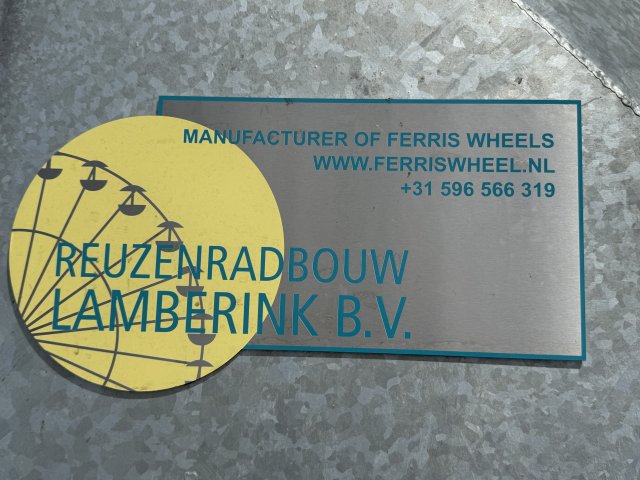 MANUFACTURER OF FERRIS WHEELS
WWW.FERRISWHEEL.NL
+31 596 566 319
REUZENRADBOUW
LAMBERINK B.V.